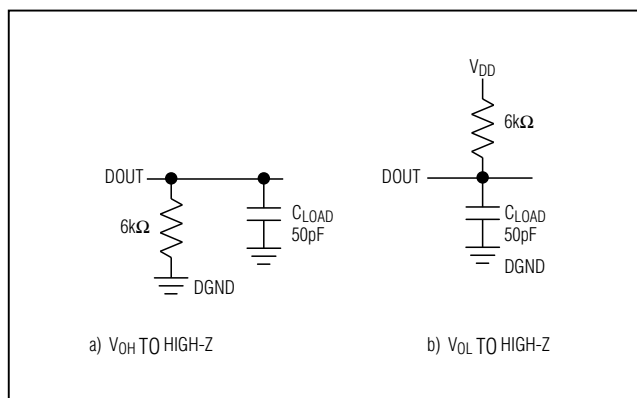 DOUT
6kΩ
DGND
CLOAD
50pF
a) VOH TO HIGH-Z
VDD
6kΩ
DOUT
CLOAD
50pF
DGND
b) VOL TO HIGH-Z